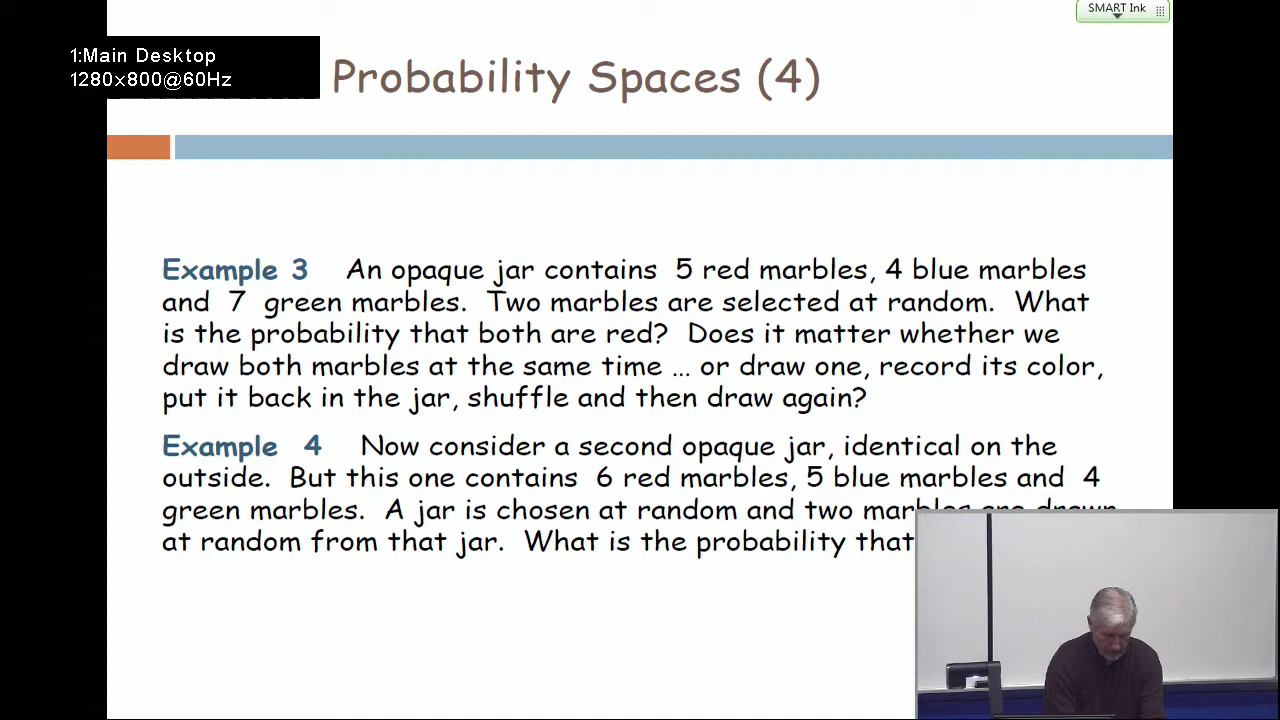 SMART Ink
1:Main Desktop
1280x800@60Hz
Probability Spaces (4)
Example 3 An opaque jar contains 5 red marbles, 4 blue marbles
and 7 green marbles. Two marbles are selected at random. What
is the probability that both are red? Does it matter whether we
draw both marbles at the same time … or draw one, record its color,
put it back in the jar, shuffle and then draw again?
Example 4 Now consider a second opaque jar, identical on the
outside. But this one contains 6 red marbles, 5 blue marbles and 4
green marbles. A jar is chosen at random and two marbles are drawn
at random from that jar. What is the probability that